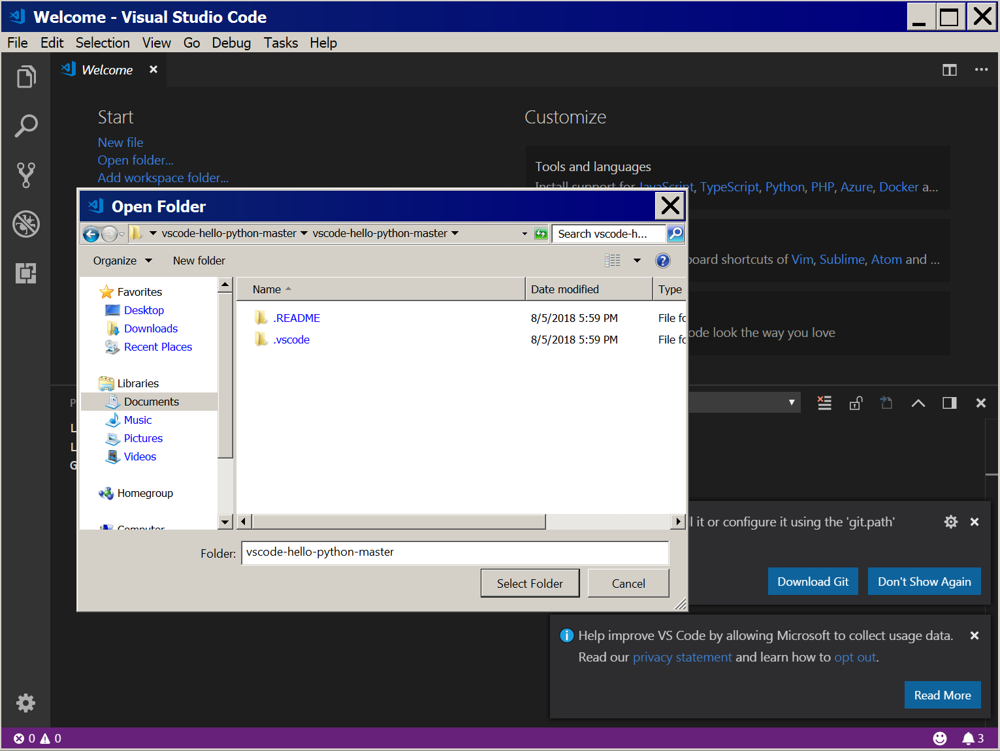 Welcome - Visual Studio Code
File Edit Selection View Go Debug Tasks Help
Welcome
Start
New file
Open folder...
Add workspace folder...
Customize
Tools and languages
Install support for JavaScript, TypeScript, Python, PHP, Azure, Docker a...
board shortcuts of Vim, Sublime, Atom and ...
ode look the way you love
Open Folder
vscode-hello-python-master vscode-hello-python-master
Search vscode-h...
Organize New folder
Favorites
Desktop
Downloads
Recent Places
Libraries
Documents
Music
Pictures
Videos
Homegroup
Computer
Name Date modified Type
.README 8/5/2018 5:59 PM File fo
.vscode 8/5/2018 5:59 PM File fo
Folder: vscode-hello-python-master
Select Folder Cancel
P
L
L
G
l it or configure it using the 'git.path'
Download Git Don't Show Again
Help improve VS Code by allowing Microsoft to collect usage data.
Read our privacy statement and learn how to opt out.
Read More
0 0
3